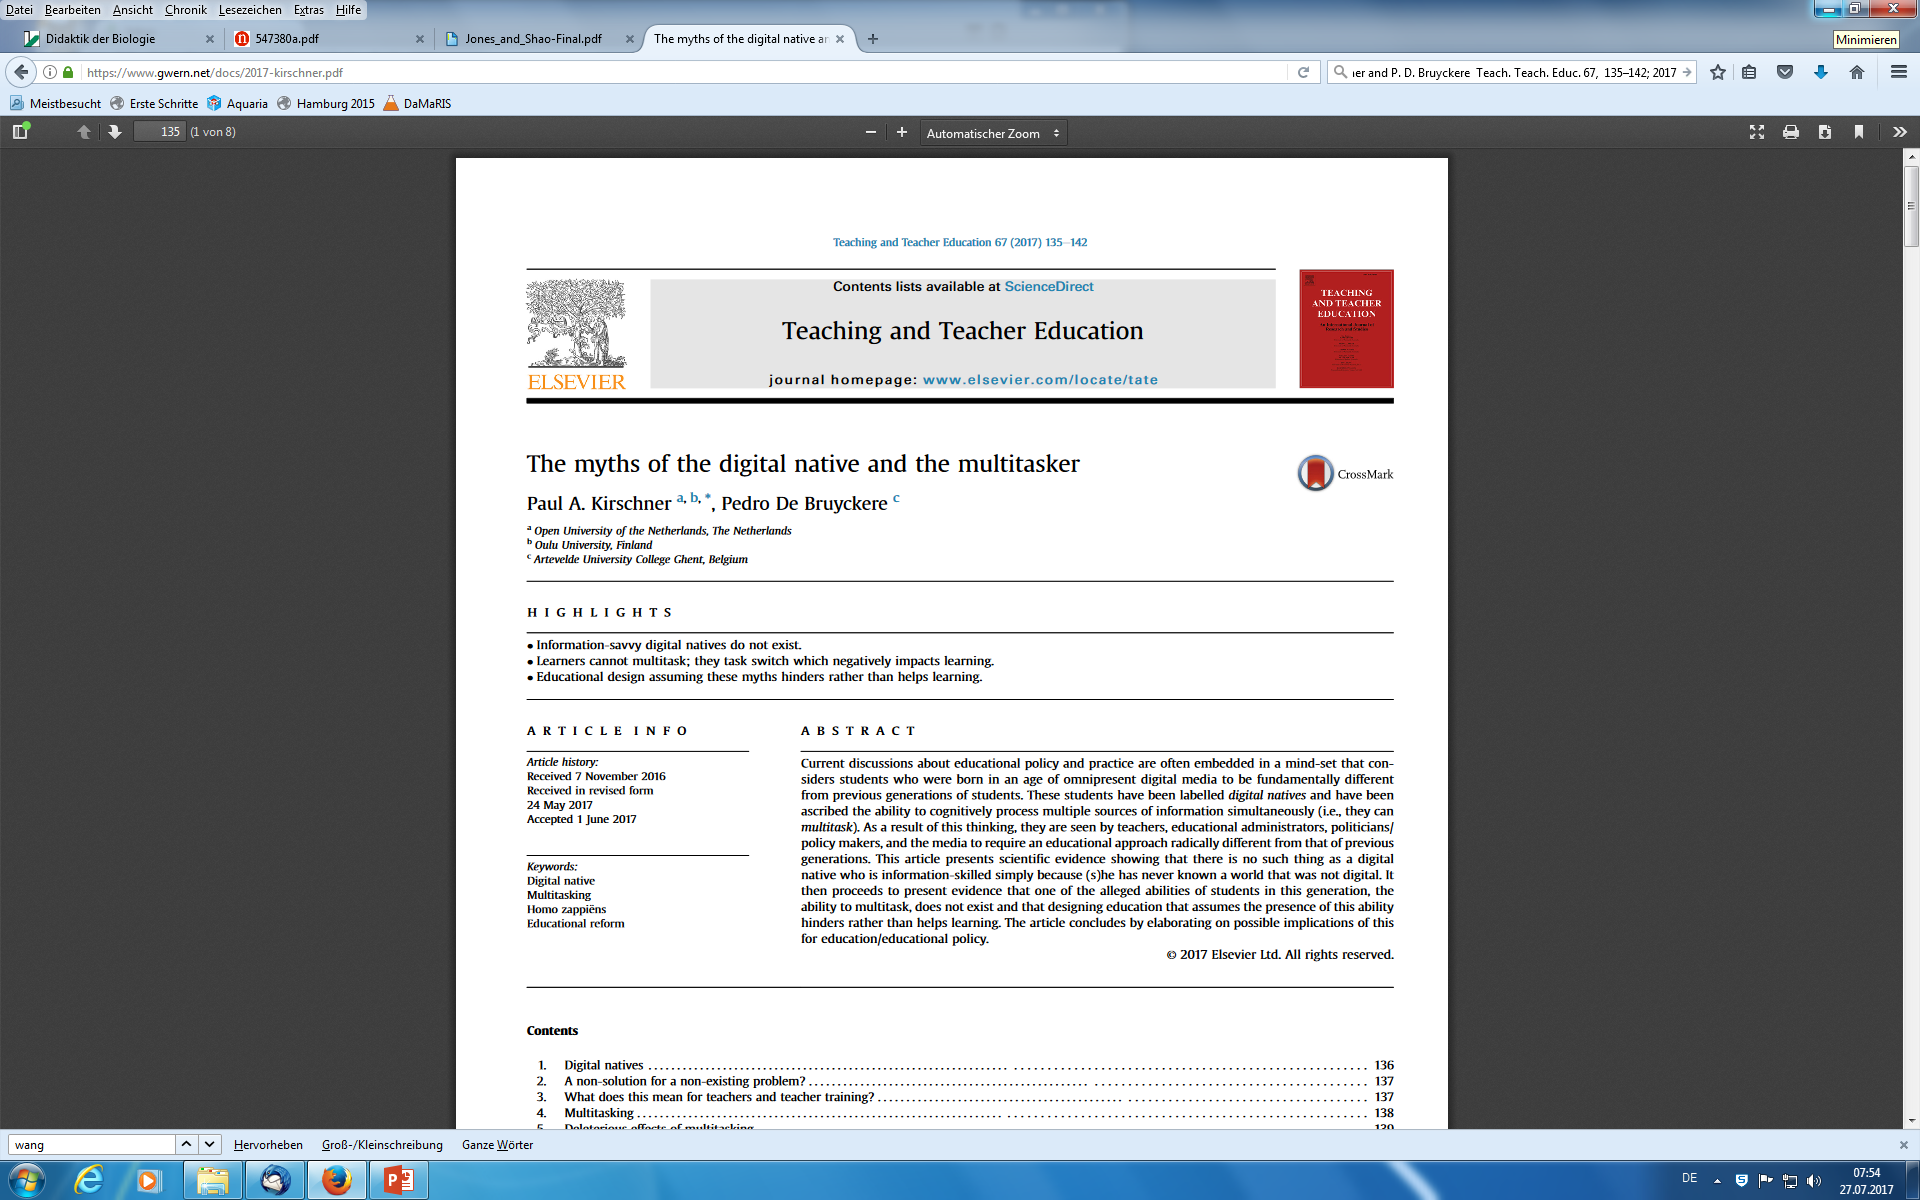 Datei Bearbeiten Ansicht Chronik Lesezeichen Extras Hilfe
Didaktik der Biologie
547380a.pdf
Jones_and_Shao-Final.pdf
The myths of the digital native an
Minimieren
https://www.gwern.net/docs/2017-kirschner.pdf
ner and P. D. Bruyckere Teach. Teach. Educ. 67, 135–142; 2017
Meistbesucht Erste Schritte Aquaria Hamburg 2015 DaMaRIS
135 (1 von 8)
Automatischer Zoom
Teaching and Teacher Education 67 (2017) 135–142
Contents lists available at ScienceDirect
Teaching and Teacher Education
journal homepage: www.elsevier.com/locate/tate
ELSEVIER
TEACHING
AND TEACHER
EDUCATION
The myths of the digital native and the multitasker
CrossMark
Paul A. Kirschner a, b, *, Pedro De Bruyckere c
a Open University of the Netherlands, The Netherlands
b Oulu University, Finland
c Artevelde University College Ghent, Belgium
HIGHLIGHTS
• Information-savvy digital natives do not exist.
• Learners cannot multitask; they task switch which negatively impacts learning.
• Educational design assuming these myths hinders rather than helps learning.
ARTICLE INFO
Article history:
Received 7 November 2016
Received in revised form
24 May 2017
Accepted 1 June 2017
Keywords:
Digital native
Multitasking
Homo zappiëns
Educational reform
ABSTRACT
Current discussions about educational policy and practice are often embedded in a mind-set that con-
siders students who were born in an age of omnipresent digital media to be fundamentally different
from previous generations of students. These students have been labelled digital natives and have been
ascribed the ability to cognitively process multiple sources of information simultaneously (i.e., they can
multitask). As a result of this thinking, they are seen by teachers, educational administrators, politicians/
policy makers, and the media to require an educational approach radically different from that of previous
generations. This article presents scientific evidence showing that there is no such thing as a digital
native who is information-skilled simply because (s)he has never known a world that was not digital. It
then proceeds to present evidence that one of the alleged abilities of students in this generation, the
ability to multitask, does not exist and that designing education that assumes the presence of this ability
hinders rather than helps learning. The article concludes by elaborating on possible implications of this
for education/educational policy.
© 2017 Elsevier Ltd. All rights reserved.
Contents
1. Digital natives 136
2. A non-solution for a non-existing problem? 137
3. What does this mean for teachers and teacher training? 137
4. Multitasking 138
5. Deleterious effects of multitasking 139
wang
Hervorheben Groß-/Kleinschreibung Ganze Wörter
DE
07:54
27.07.2017